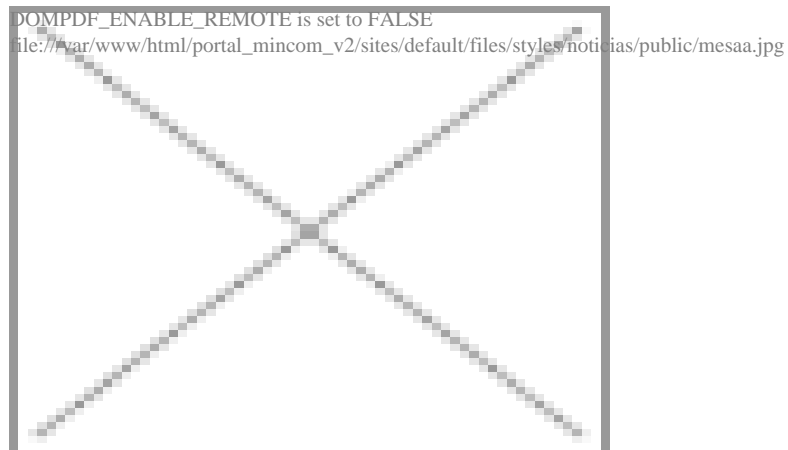 DOMPDF_ENABLE_REMOTE is set to FALSE
file:///var/www/html/portal_mincom_v2/sites/default/files/styles/noticias/public/mesaa.jpg